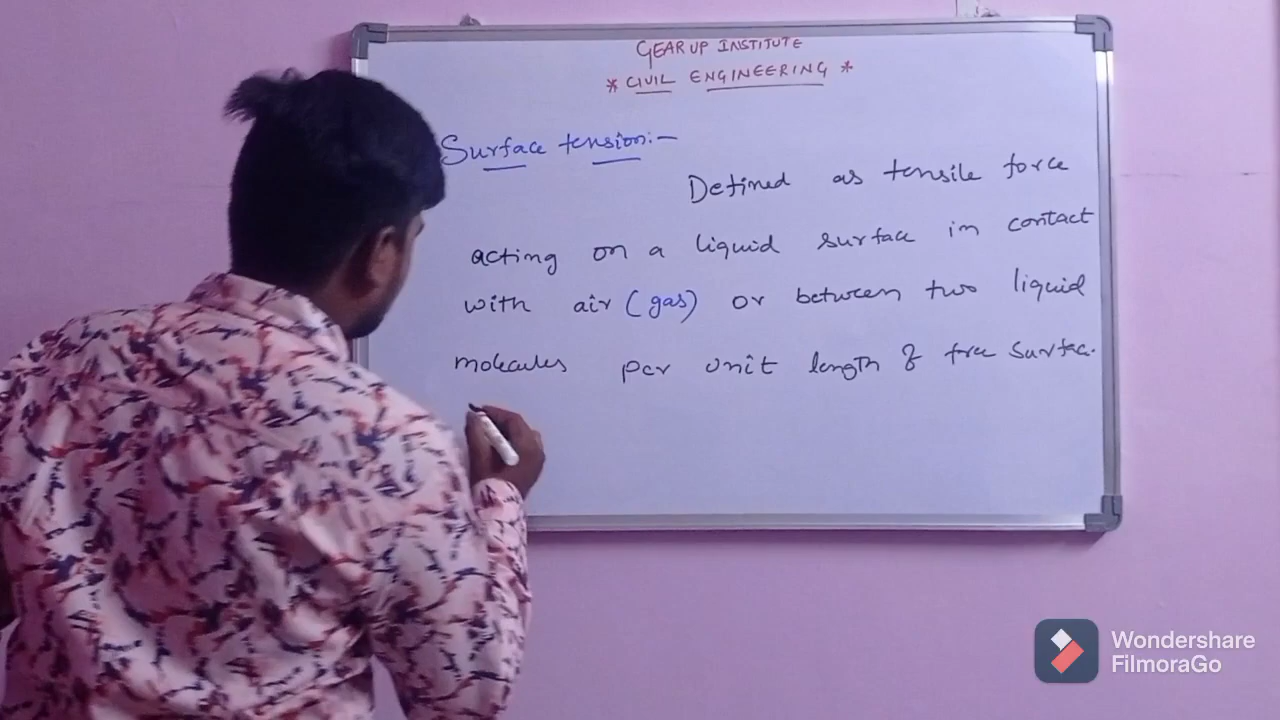 GEAR UP INSTITUTE
* CIVIL ENGINEERING *
Surface tension:-
Defined as tensile force
acting on a liquid surface in contact
with air (gas) or between two liquid
molecules per unit length of free surface.
Wondershare
FilmoraGo